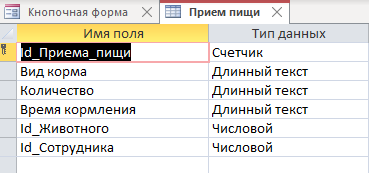 Кнопочная форма
Прием пищи
Имя поля Тип данных
Id_Приема_пищи Счетчик
Вид корма Длинный текст
Количество Длинный текст
Время кормления Длинный текст
Id_Животного Числовой
Id_Сотрудника Числовой